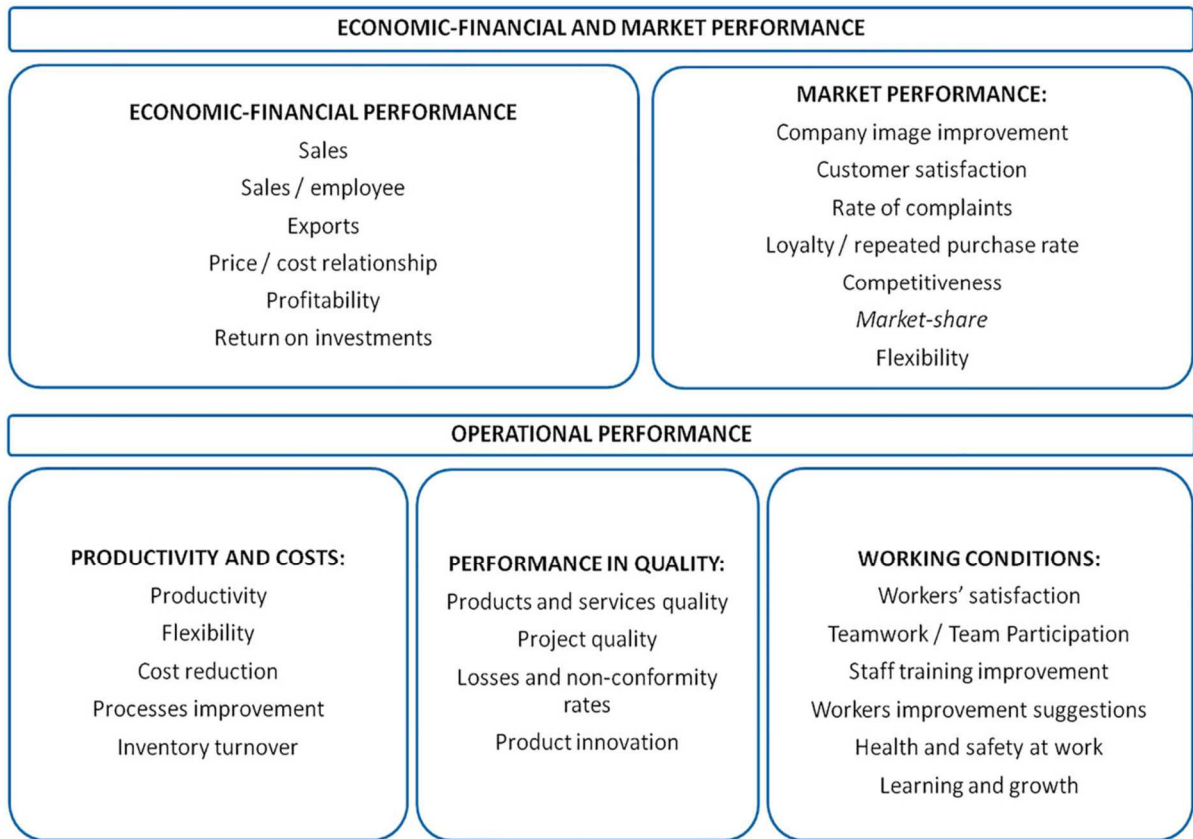 ECONOMIC-FINANCIAL AND MARKET PERFORMANCE
ECONOMIC-FINANCIAL PERFORMANCE
Sales
Sales / employee
Exports
Price / cost relationship
Profitability
Return on investments
MARKET PERFORMANCE:
Company image improvement
Customer satisfaction
Rate of complaints
Loyalty / repeated purchase rate
Competitiveness
Market-share
Flexibility
OPERATIONAL PERFORMANCE
PRODUCTIVITY AND COSTS:
Productivity
Flexibility
Cost reduction
Processes improvement
Inventory turnover
PERFORMANCE IN QUALITY:
Products and services quality
Project quality
Losses and non-conformity
rates
Product innovation
WORKING CONDITIONS:
Workers’ satisfaction
Teamwork / Team Participation
Staff training improvement
Workers improvement suggestions
Health and safety at work
Learning and growth